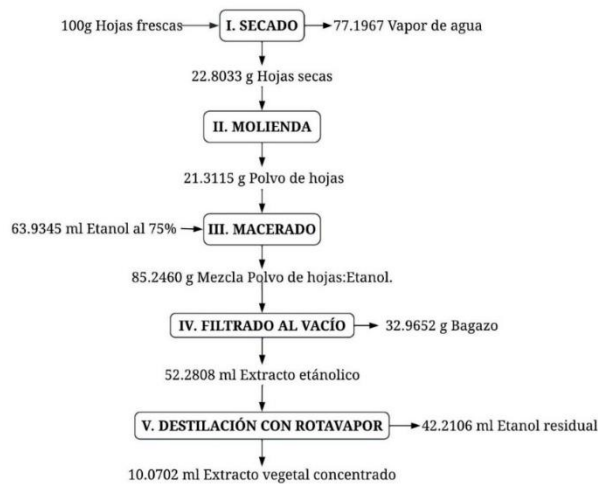 100g Hojas frescas
I. SECADO
77.1967 Vapor de agua
22.8033 g Hojas secas
II. MOLIENDA
21.3115 g Polvo de hojas
63.9345 ml Etanol al 75%
III. MACERADO
85.2460 g Mezcla Polvo de hojas:Etanol.
IV. FILTRADO AL VACÍO
32.9652 g Bagazo
52.2808 ml Extracto etánolico
V. DESTILACIÓN CON ROTAVAPOR
42.2106 ml Etanol residual
10.0702 ml Extracto vegetal concentrado